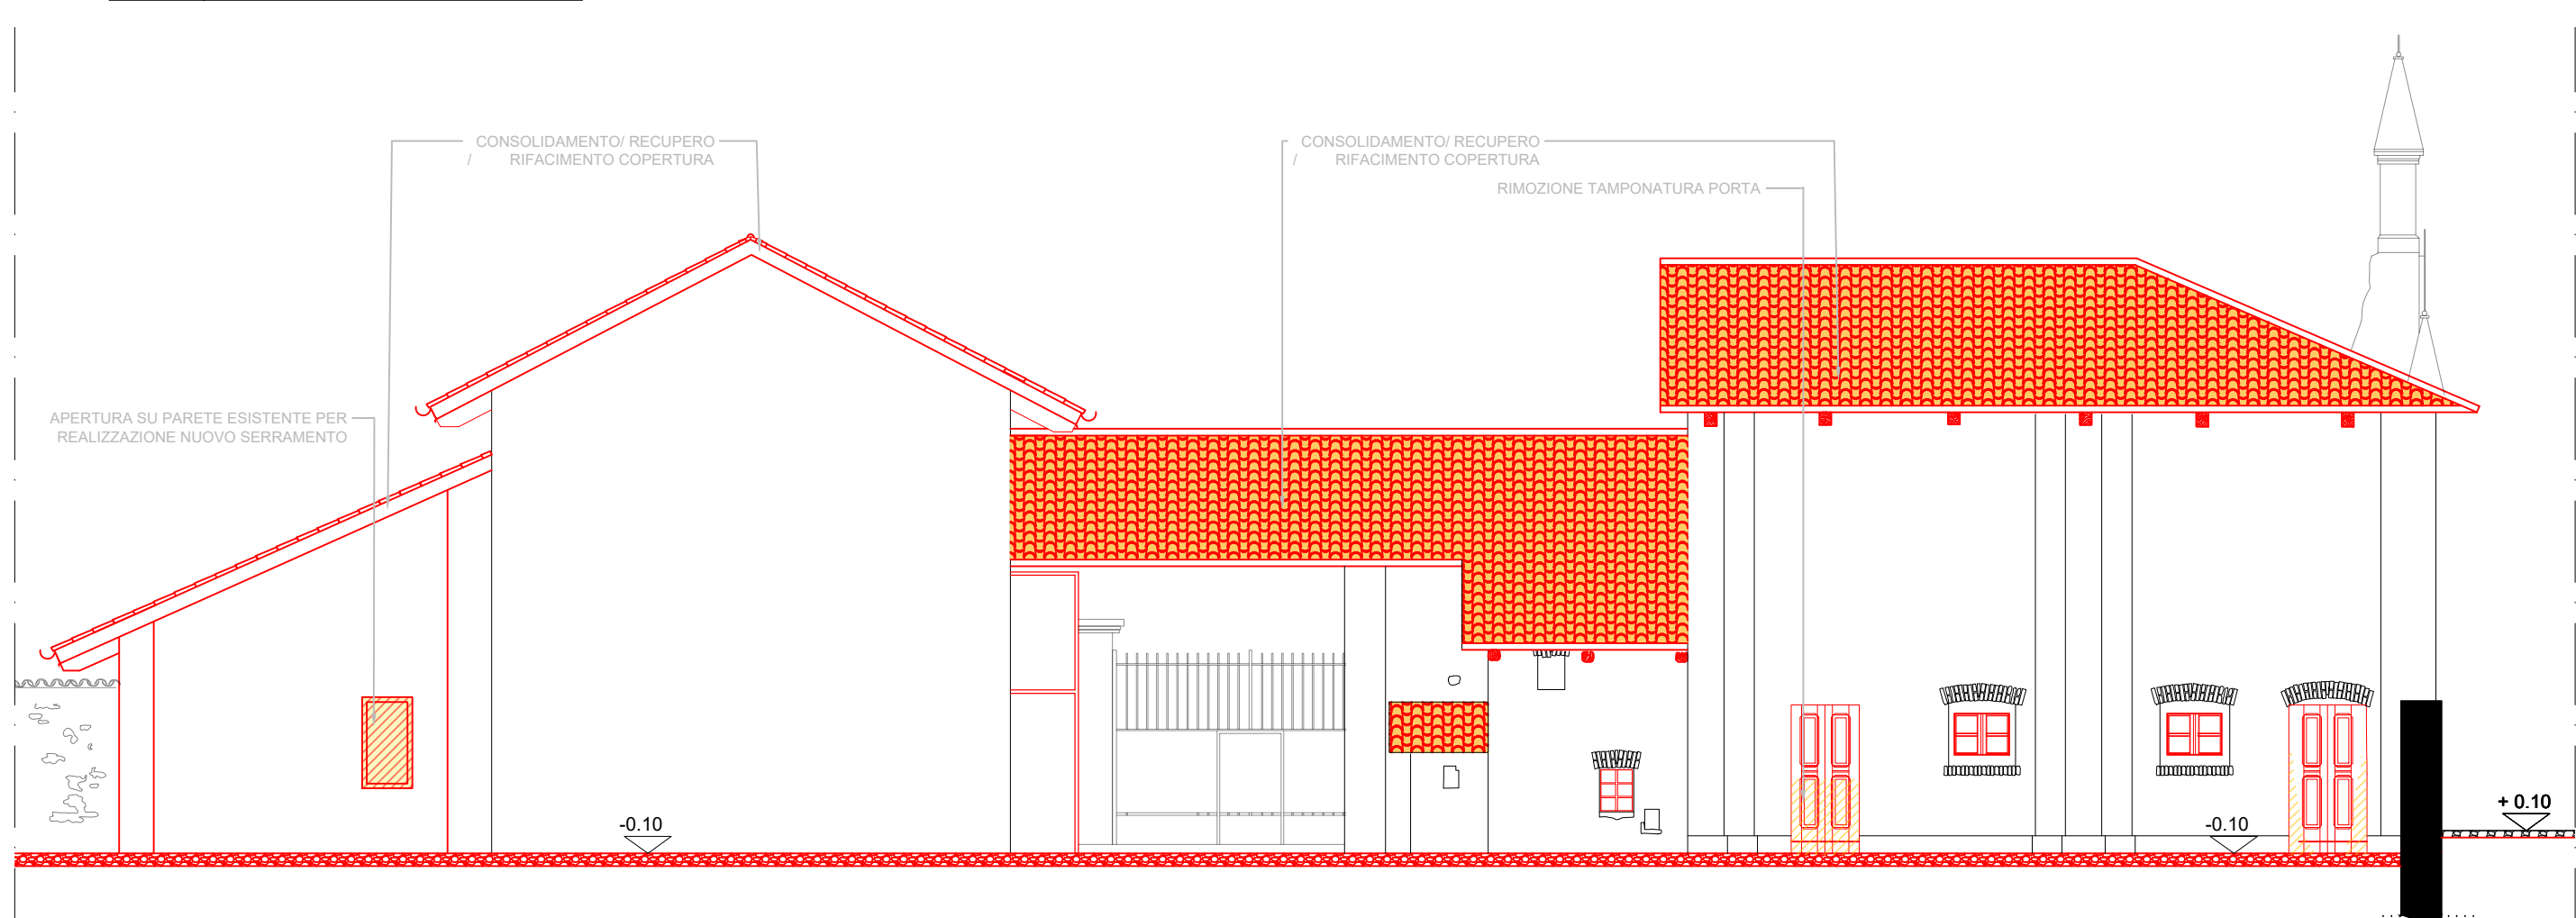 CONSOLIDAMENTO/ RECUPERO
/ RIFACIMENTO COPERTURA
CONSOLIDAMENTO/ RECUPERO
/ RIFACIMENTO COPERTURA
RIMOZIONE TAMPONATURA PORTA
APERTURA SU PARETE ESISTENTE PER
REALIZZAZIONE NUOVO SERRAMENTO
-0.10
-0.10
+ 0.10